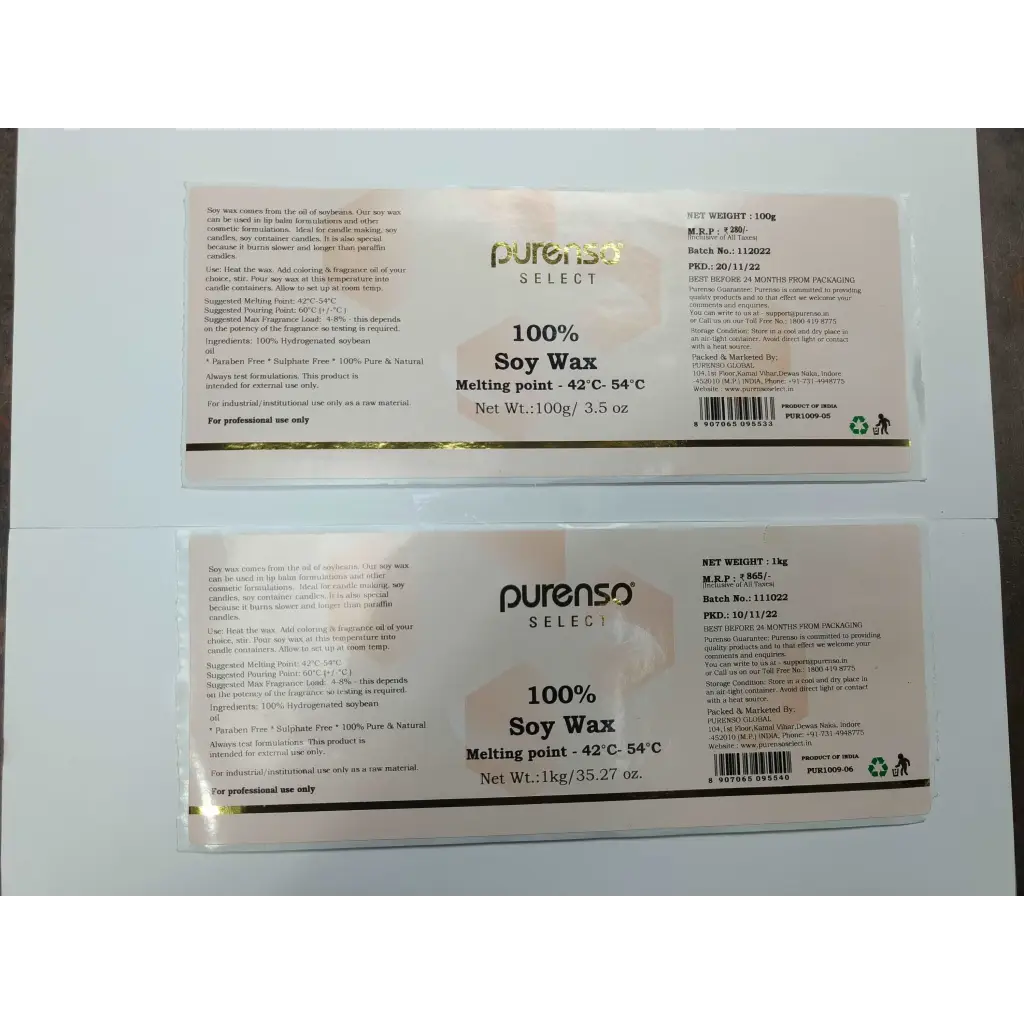 Soy wax comes from the oil of soybeans. Our soy wax
can be used in lip balm formulations and other
cosmetic formulations. Ideal for candle making, soy
candles, soy container candles. It is also special
because it burns slower and longer than paraffin
candles.
Use: Heat the wax. Add coloring & fragrance oil of your
choice, stir. Pour soy wax at this temperature into
candle containers. Allow to set up at room temp.
Suggested Melting Point: 42°C-54°C
Suggested Pouring Point: 60°C (+/-°C )
Suggested Max Fragrance Load: 4-8% - this depends
on the potency of the fragrance so testing is required.
Ingredients: 100% Hydrogenated soybean
oil
* Paraben Free * Sulphate Free * 100% Pure & Natural
Always test formulations. This product is
intended for external use only.
For industrial/institutional use only as a raw material.
For professional use only
purenso®
SELECT
100%
Soy Wax
Melting point - 42°C- 54°C
Net Wt.:100g/ 3.5 oz
NET WEIGHT : 100g
M.R.P : ₹ 280/-
(Inclusive of All Taxes)
Batch No.: 112022
PKD.: 20/11/22
BEST BEFORE 24 MONTHS FROM PACKAGING
Purenso Guarantee: Purenso is committed to providing
quality products and so that effect we welcome your
comments and enquiries.
You can write to us at - support@purenso.in
or Call us on our Toll Free No.: 1800 419 8775
Storage Condition: Store in a cool and dry place in
an air-tight container. Avoid direct light or contact
with a heat source.
Packed & Marketed By:
PURENSO GLOBAL
104,1st Floor,Kamal Vihar,Dewas Naka, Indore
-452010 (M.P.) INDIA, Phone: +91-731-4948775
Website : www.purensoselect.in
8 907065 095533
PRODUCT OF INDIA
PUR1009-05
Soy wax comes from the oil of soybeans. Our soy wax
can be used in lip balm formulations and other
cosmetic formulations. Ideal for candle making, soy
candles, soy container candles. It is also special
because it burns slower and longer than paraffin
candles.
Use: Heat the wax. Add coloring & fragrance oil of your
choice, stir. Pour soy wax at this temperature into
candle containers. Allow to set up at room temp.
Suggested Melting Point: 42°C-54°C
Suggested Pouring Point: 60°C (+/-°C )
Suggested Max Fragrance Load: 4-8% - this depends
on the potency of the fragrance so testing is required.
Ingredients: 100% Hydrogenated soybean
oil
* Paraben Free * Sulphate Free * 100% Pure & Natural
Always test formulations. This product is
intended for external use only.
For industrial/institutional use only as a raw material.
For professional use only
purenso®
SELECT
100%
Soy Wax
Melting point - 42°C- 54°C
Net Wt.:1kg/35.27 oz.
NET WEIGHT : 1kg
M.R.P : ₹ 865/-
(Inclusive of All Taxes)
Batch No.: 111022
PKD.: 10/11/22
BEST BEFORE 24 MONTHS FROM PACKAGING
Purenso Guarantee: Purenso is committed to providing
quality products and to that effect we welcome your
comments and enquiries.
You can write to us at - support@purenso.in
or Call us on our Toll Free No.: 1800 419 8775
Storage Condition: Store in a cool and dry place in
an air-tight container. Avoid direct light or contact
with a heat source.
Packed & Marketed By:
PURENSO GLOBAL
104,1st Floor,Kamal Vihar,Dewas Naka, Indore
-452010 (M.P.) INDIA, Phone: +91-731-4948775
Website : www.purensoselect.in
8 907065 095540
PRODUCT OF INDIA
PUR1009-06